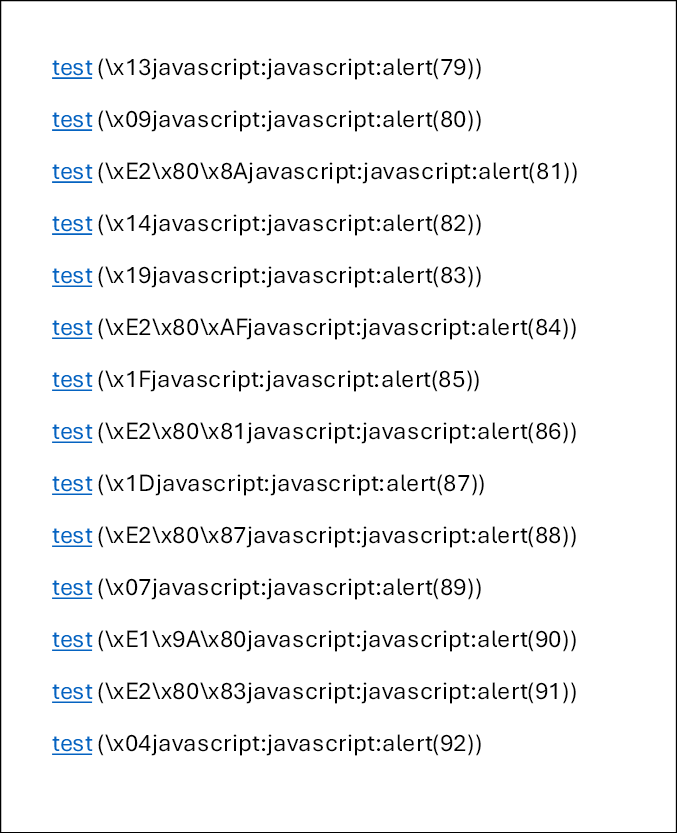 test (\x13javascript:javascript:alert(79))
test (\x09javascript:javascript:alert(80))
test (\xE2\x80\x8Ajavascript:javascript:alert(81))
test (\x14javascript:javascript:alert(82))
test (\x19javascript:javascript:alert(83))
test (\xE2\x80\xAFjavascript:javascript:alert(84))
test (\x1Fjavascript:javascript:alert(85))
test (\xE2\x80\x81javascript:javascript:alert(86))
test (\x1Djavascript:javascript:alert(87))
test (\xE2\x80\x87javascript:javascript:alert(88))
test (\x07javascript:javascript:alert(89))
test (\xE1\x9A\x80javascript:javascript:alert(90))
test (\xE2\x80\x83javascript:javascript:alert(91))
test (\x04javascript:javascript:alert(92))